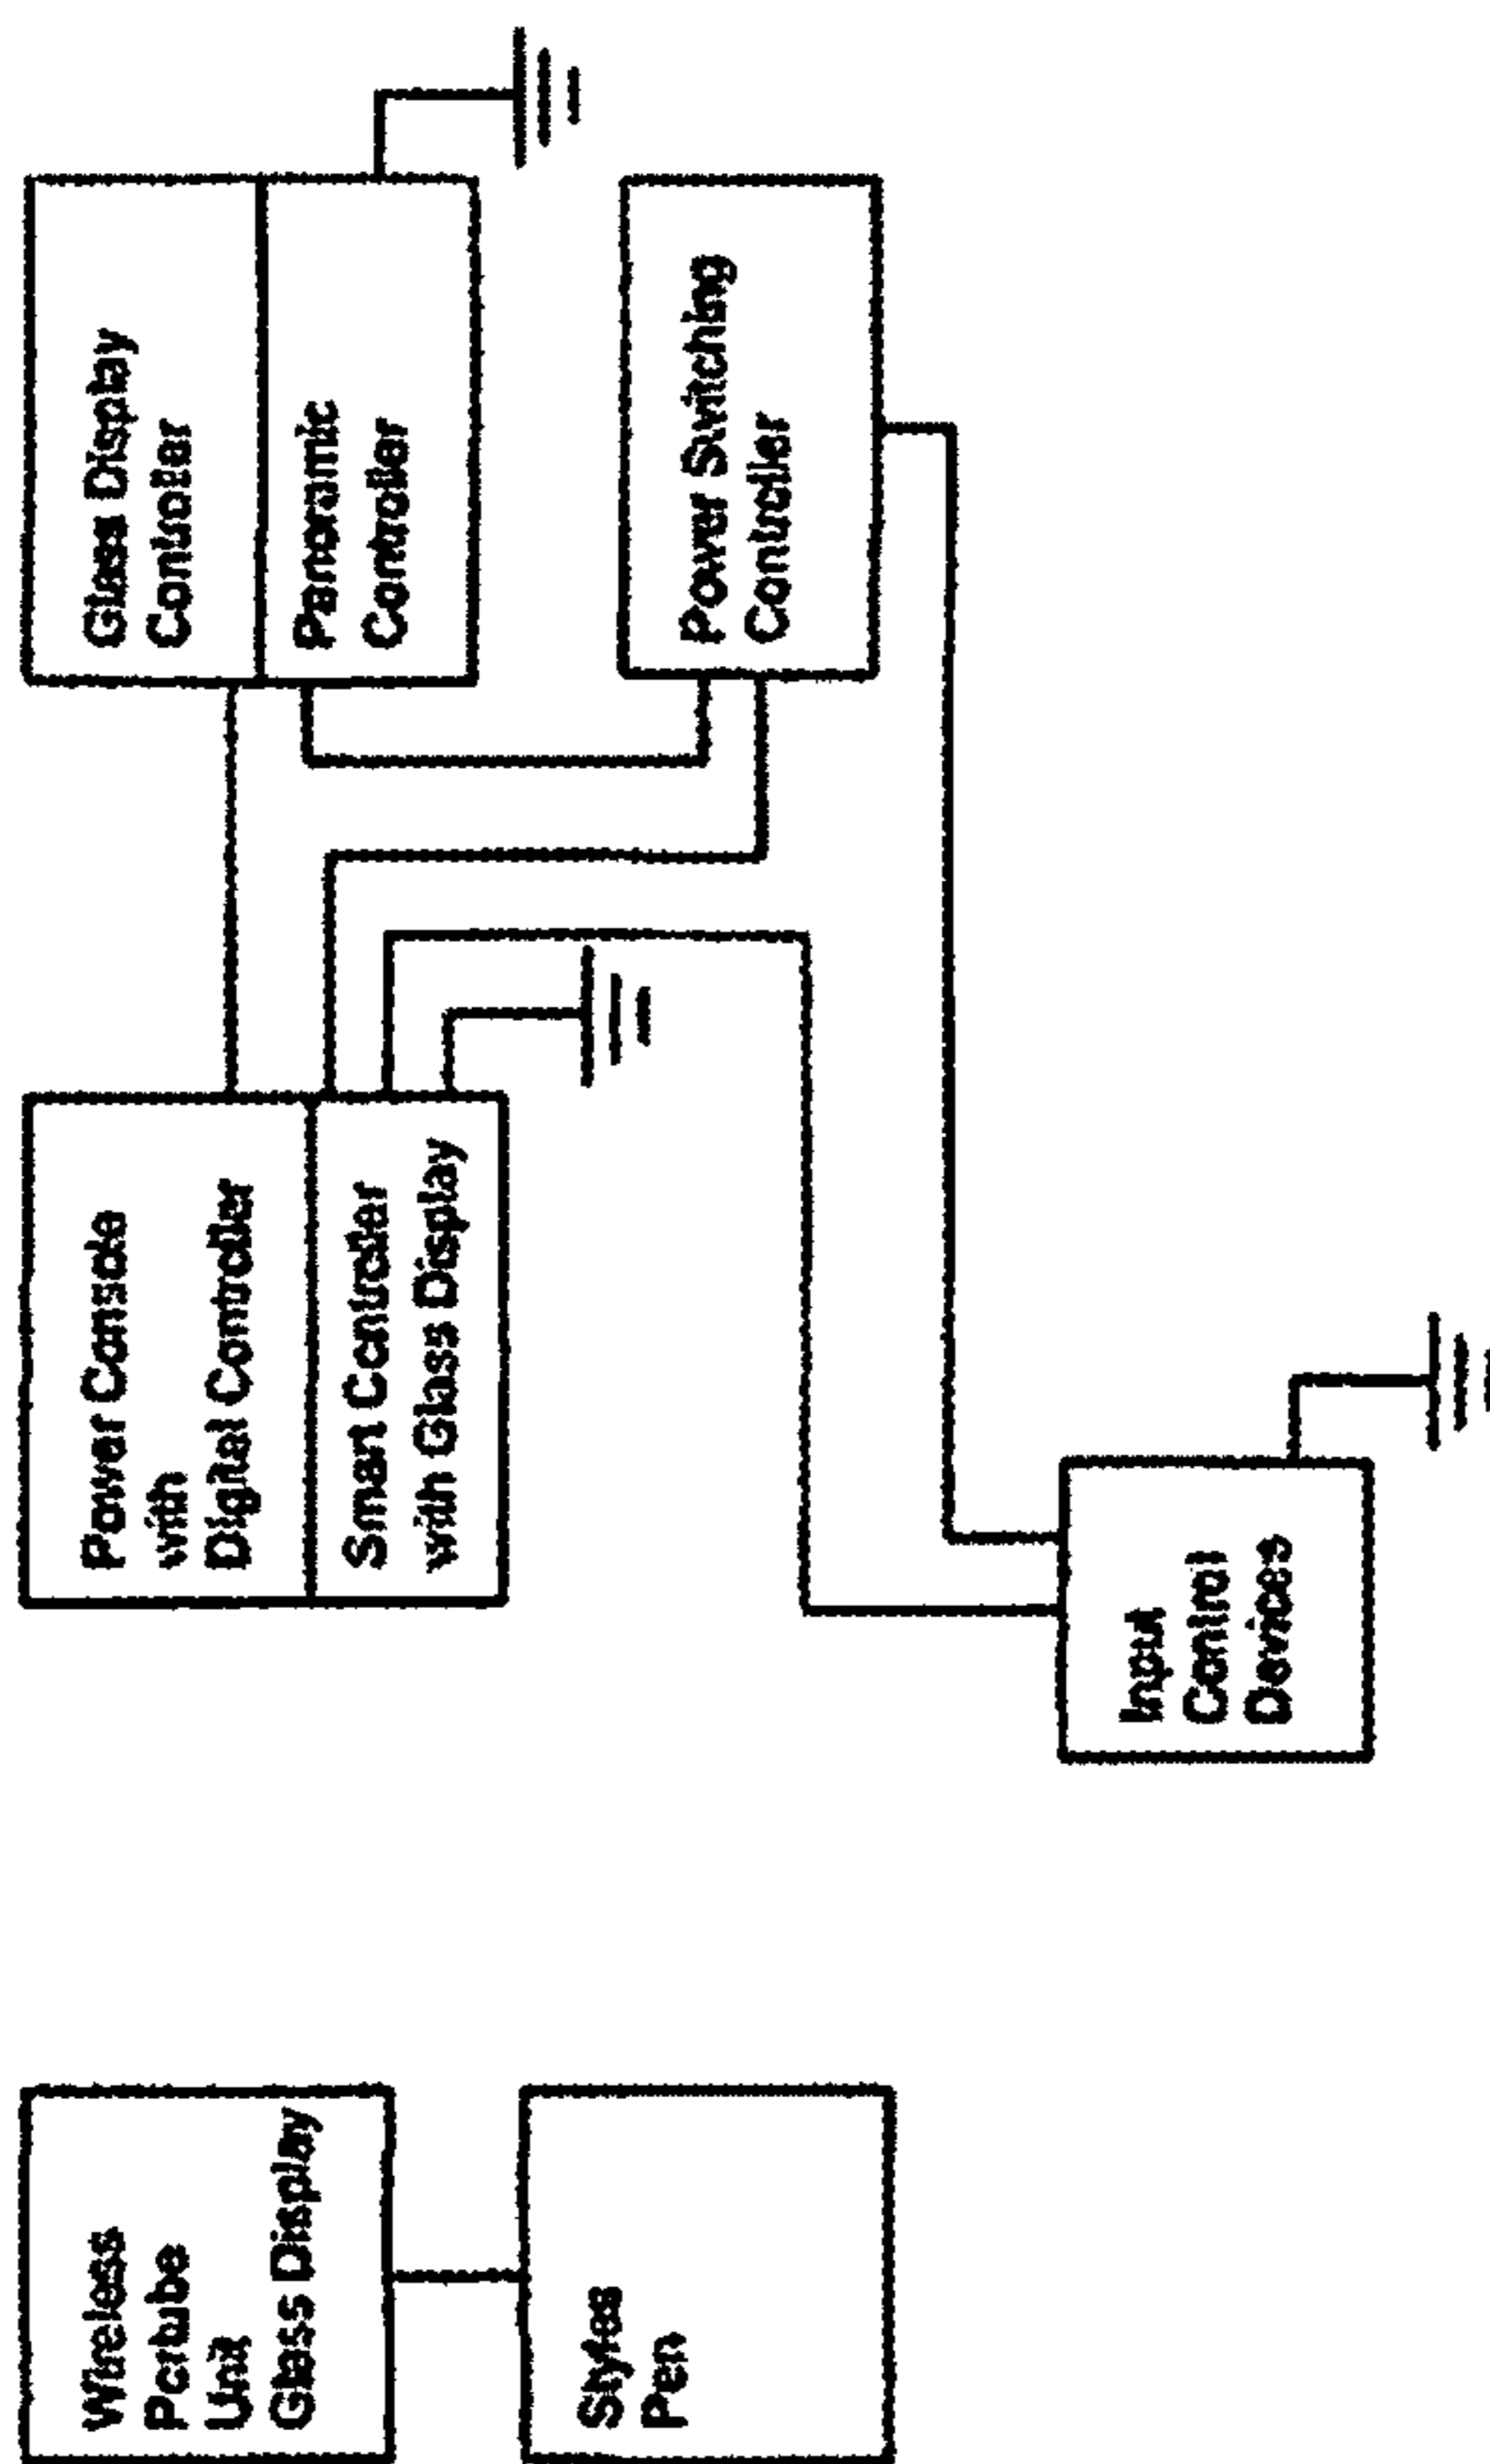 Wireless
Portable
Unit
Glass Display
Power Console
with
Digital Controller
Smart Controller
with Glass Display
Glass Display
Controller
Panoramic
Controller
Styles
Pen
Power Switching
Controller
Input
Control
Devices